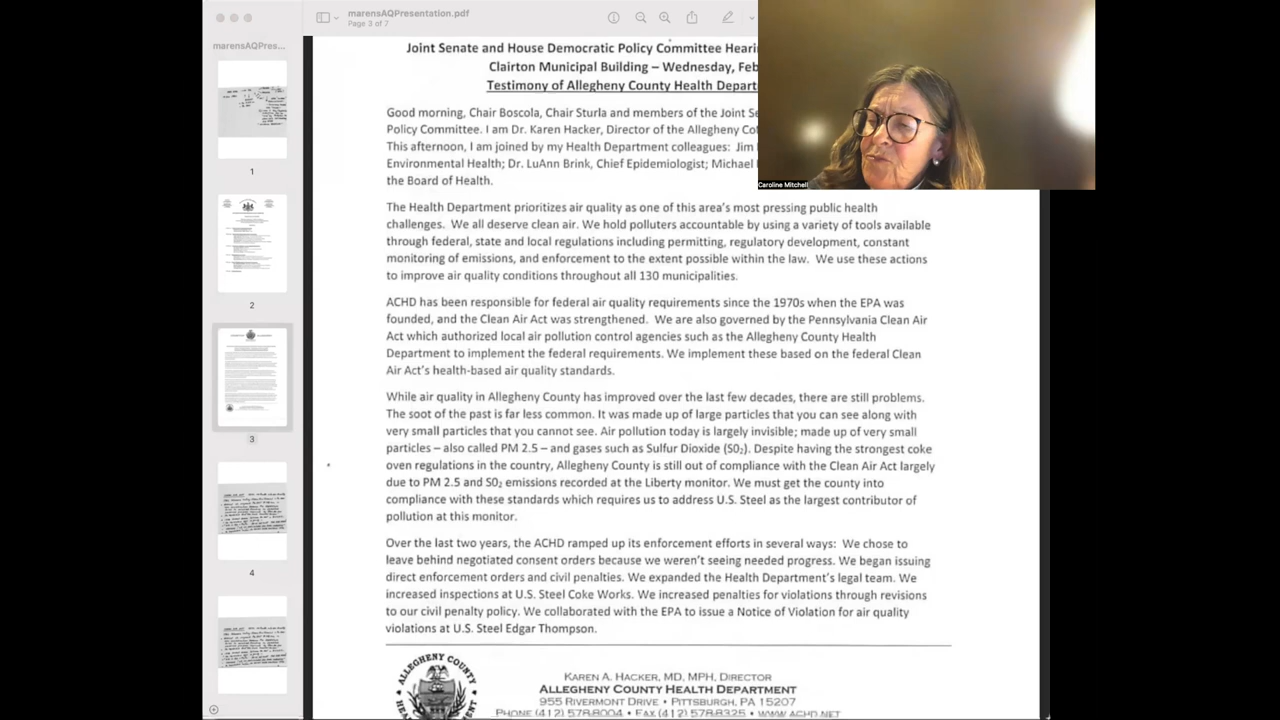 marensAQPresentation.pdf
Page 3 of 7
marensAQPres...
1
2
3
4
Caroline Mitchell
Joint Senate and House Democratic Policy Committee Hearin
Clairton Municipal Building – Wednesday, Feb
Testimony of Allegheny County Health Depart
Good morning, Chair Boscola, Chair Sturla and members of the Joint Se
Policy Committee. I am Dr. Karen Hacker, Director of the Allegheny Co
This afternoon, I am joined by my Health Department colleagues: Jim
Environmental Health; Dr. LuAnn Brink, Chief Epidemiologist; Michael
the Board of Health.
The Health Department prioritizes air quality as one of this area's most pressing public health
challenges. We all deserve clean air. We hold polluters accountable by using a variety of tools available
through federal, state and local regulations including permitting, regulatory development, constant
monitoring of emissions, and enforcement to the extent possible within the law. We use these actions
to improve air quality conditions throughout all 130 municipalities.
ACHD has been responsible for federal air quality requirements since the 1970s when the EPA was
founded, and the Clean Air Act was strengthened. We are also governed by the Pennsylvania Clean Air
Act which authorized local air pollution control agencies such as the Allegheny County Health
Department to implement the federal requirements. We implement these based on the federal Clean
Air Act's health-based air quality standards.
While air quality in Allegheny County has improved over the last few decades, there are still problems.
The soot of the past is far less common. It was made up of large particles that you can see along with
very small particles that you cannot see. Air pollution today is largely invisible; made up of very small
particles – also called PM 2.5 – and gases such as Sulfur Dioxide (S0₂). Despite having the strongest coke
oven regulations in the country, Allegheny County is still out of compliance with the Clean Air Act largely
due to PM 2.5 and S0₂ emissions recorded at the Liberty monitor. We must get the county into
compliance with these standards which requires us to address U.S. Steel as the largest contributor of
pollution at this monitor.
Over the last two years, the ACHD ramped up its enforcement efforts in several ways: We chose to
leave behind negotiated consent orders because we weren't seeing needed progress. We began issuing
direct enforcement orders and civil penalties. We expanded the Health Department's legal team. We
increased inspections at U.S. Steel Coke Works. We increased penalties for violations through revisions
to our civil penalty policy. We collaborated with the EPA to issue a Notice of Violation for air quality
violations at U.S. Steel Edgar Thompson.
ALLEGHENY COUNTY
KAREN A. HACKER, MD, MPH, DIRECTOR
ALLEGHENY COUNTY HEALTH DEPARTMENT
955 RIVERMONT DRIVE • PITTSBURGH, PA 15207
PHONE (412) 578-8004 • FAX (412) 578-8325 • WWW.ACHD.NET